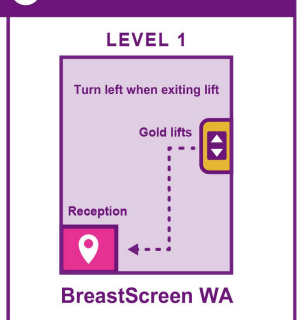 LEVEL 1
Turn left when exiting lift
Gold lifts
Reception
BreastScreen WA